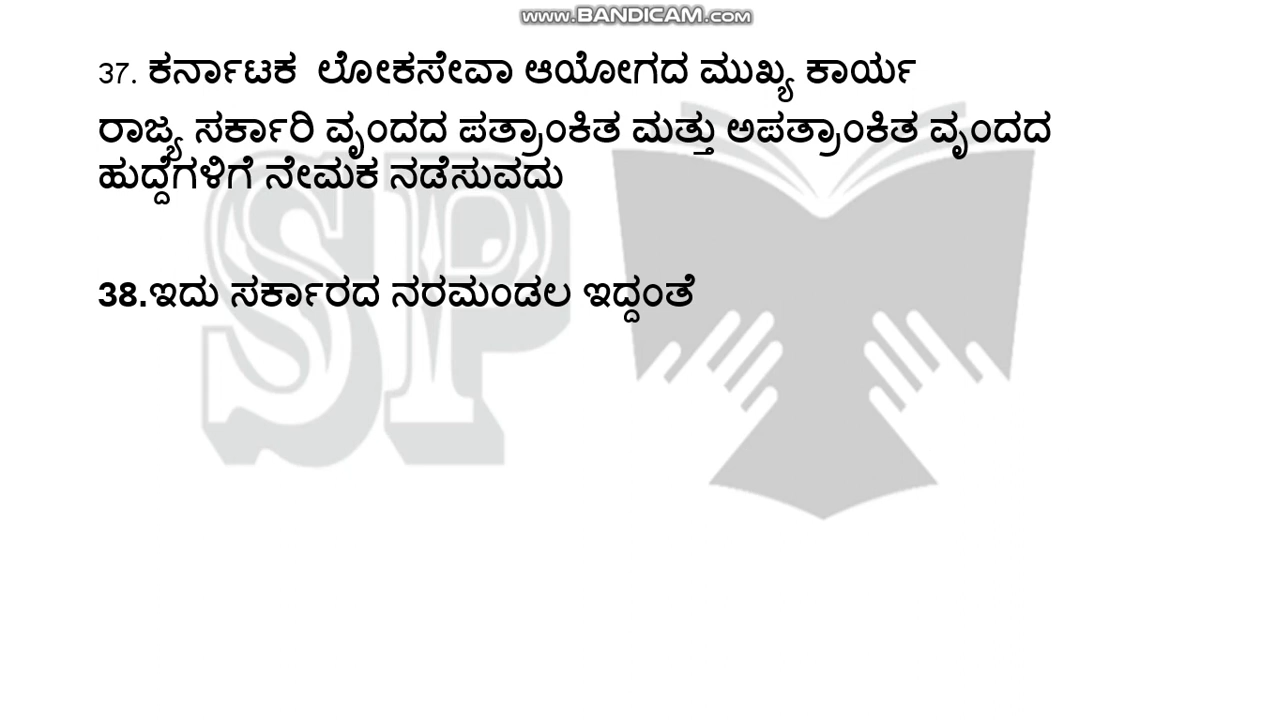 www.BANDICAM.com
37. ಕರ್ನಾಟಕ ಲೋಕಸೇವಾ ಆಯೋಗದ ಮುಖ್ಯ ಕಾರ್ಯ
ರಾಜ್ಯ ಸರ್ಕಾರಿ ವೃಂದದ ಪತ್ರಾಂಕಿತ ಮತ್ತು ಅಪತ್ರಾಂಕಿತ ವೃಂದದ
ಹುದ್ದೆಗಳಿಗೆ ನೇಮಕ ನಡೆಸುವದು
38.ಇದು ಸರ್ಕಾರದ ನರಮಂಡಲ ಇದ್ದಂತೆ
SP